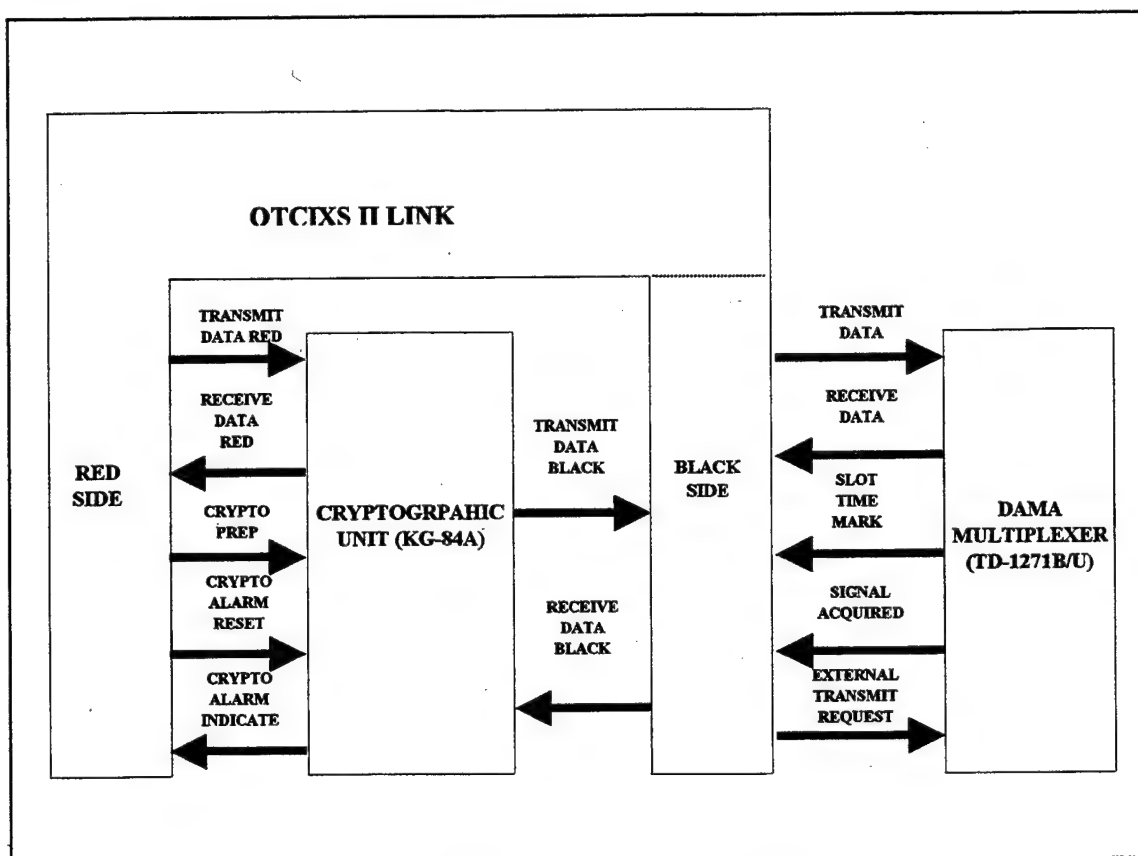 OTCIXS II LINK
RED
SIDE
TRANSMIT
DATA RED
RECEIVE
DATA
RED
CRYPTO
PREP
CRYPTO
ALARM
RESET
CRYPTO
ALARM
INDICATE
CRYPTOGRPAHIC
UNIT (KG-84A)
TRANSMIT
DATA
BLACK
RECEIVE
DATA
BLACK
BLACK
SIDE
TRANSMIT
DATA
RECEIVE
DATA
SLOT
TIME
MARK
SIGNAL
ACQUIRED
EXTERNAL
TRANSMIT
REQUEST
DAMA
MULTIPLEXER
(TD-1271B/U)